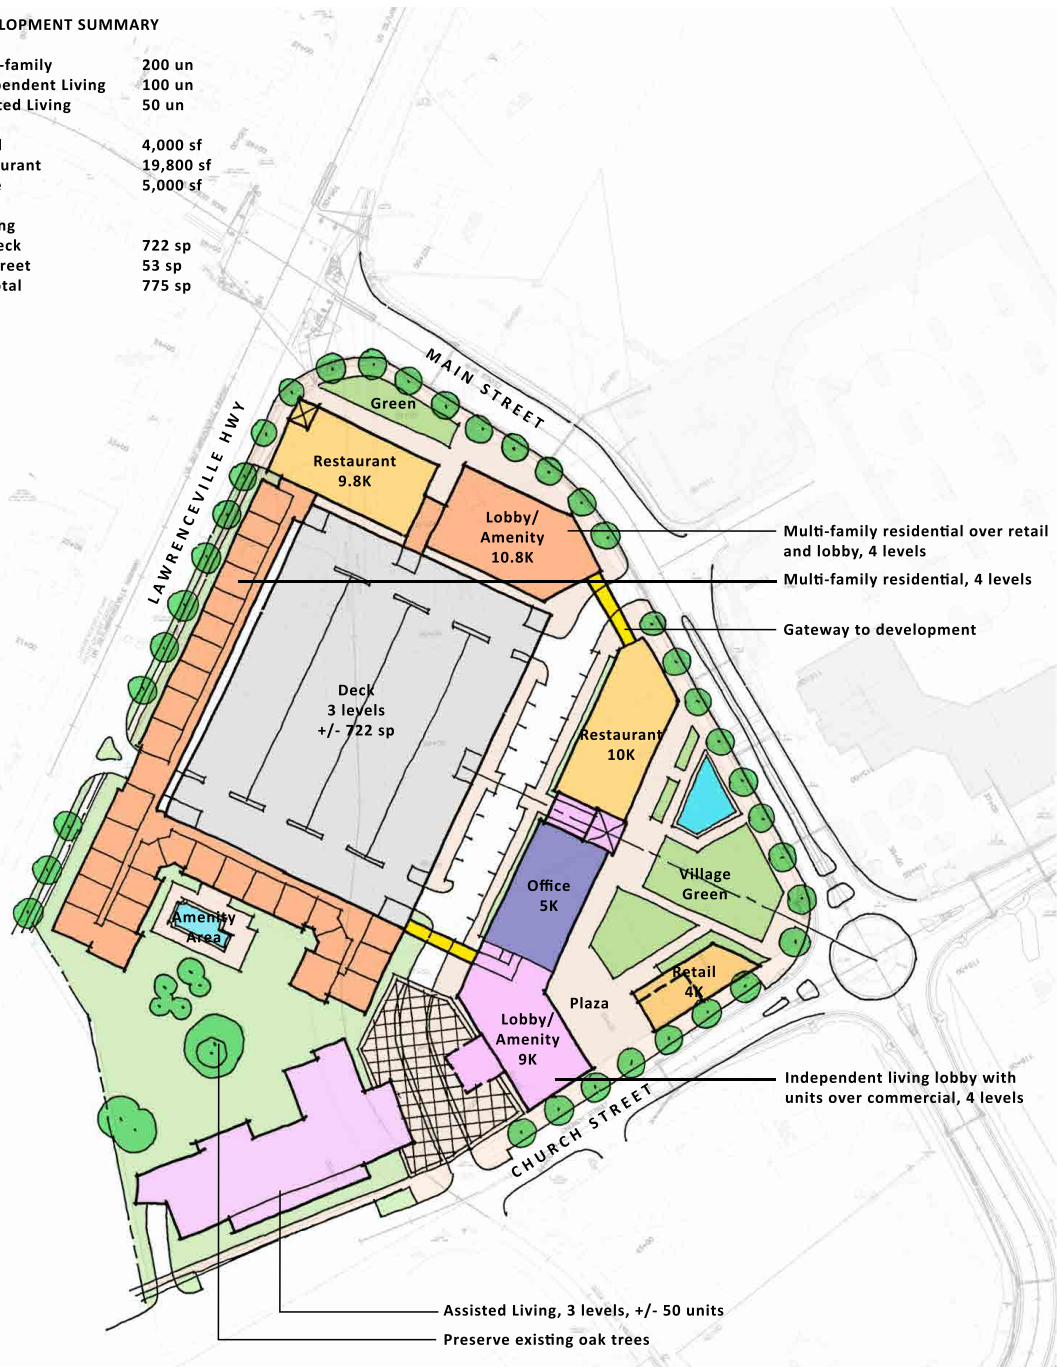 LOPMENT SUMMARY
-family 200 un
pendent Living 100 un
ted Living 50 un
l 4,000 sf
urant 19,800 sf
e 5,000 sf
ng
eck 722 sp
reet 53 sp
otal 775 sp
MAIN STREET
LAWRENCEVILLE HWY
Green
Restaurant
9.8K
Lobby/
Amenity
10.8K
Multi-family residential over retail
and lobby, 4 levels
Multi-family residential, 4 levels
Gateway to development
Deck
3 levels
+/- 722 sp
Restaurant
10K
Office
5K
Village
Green
Amenity
Area
Retail
4K
Plaza
Lobby/
Amenity
9K
Independent living lobby with
units over commercial, 4 levels
CHURCH STREET
Assisted Living, 3 levels, +/- 50 units
Preserve existing oak trees